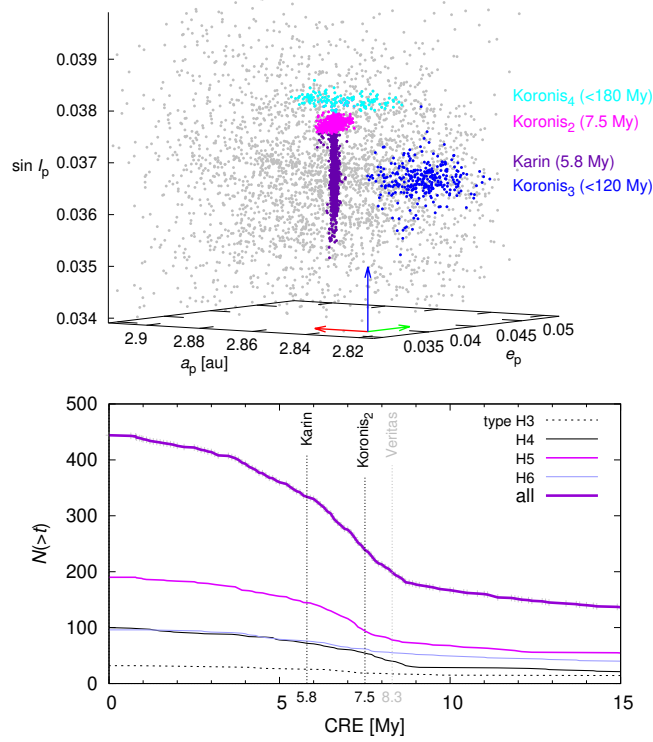 0.039
Koronis₄ (<180 My)
0.038
Koronis₂ (7.5 My)
sin Iₚ
0.037
Karin (5.8 My)
Koronis₃ (<120 My)
0.036
0.035
0.034
2.9
2.88
2.86
2.84
2.82
aₚ [au]
0.035
0.04
0.045
0.05
eₚ
500
400
300
200
100
0
N(>t)
Karin
Koronis₂
Veritas
type H3
H4
H5
H6
all
0
5
5.8
7.5
8.3
10
15
CRE [My]